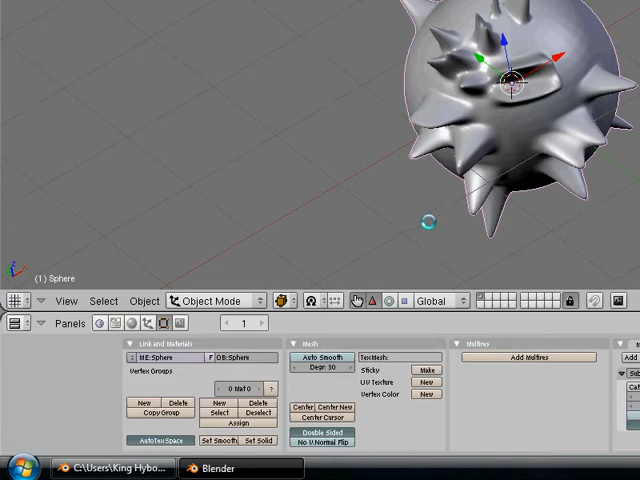 (1) Sphere
View Select Object Object Mode Global
Panels 1
Link and Materials
ME:Sphere F OB:Sphere
Vertex Groups
0 Mat 0 ?
New Delete New Delete
Copy Group Select Deselect
Assign
AutoTexSpace Set Smooth Set Solid
Mesh
Auto Smooth TexMesh:
Degr: 30 Sticky Make
UV Texture New
Vertex Color New
Center Center New
Center Cursor
Double Sided
No V.Normal Flip
Multires
Add Multires
Add
Sub
Cat
C:\Users\King Hybo... Blender